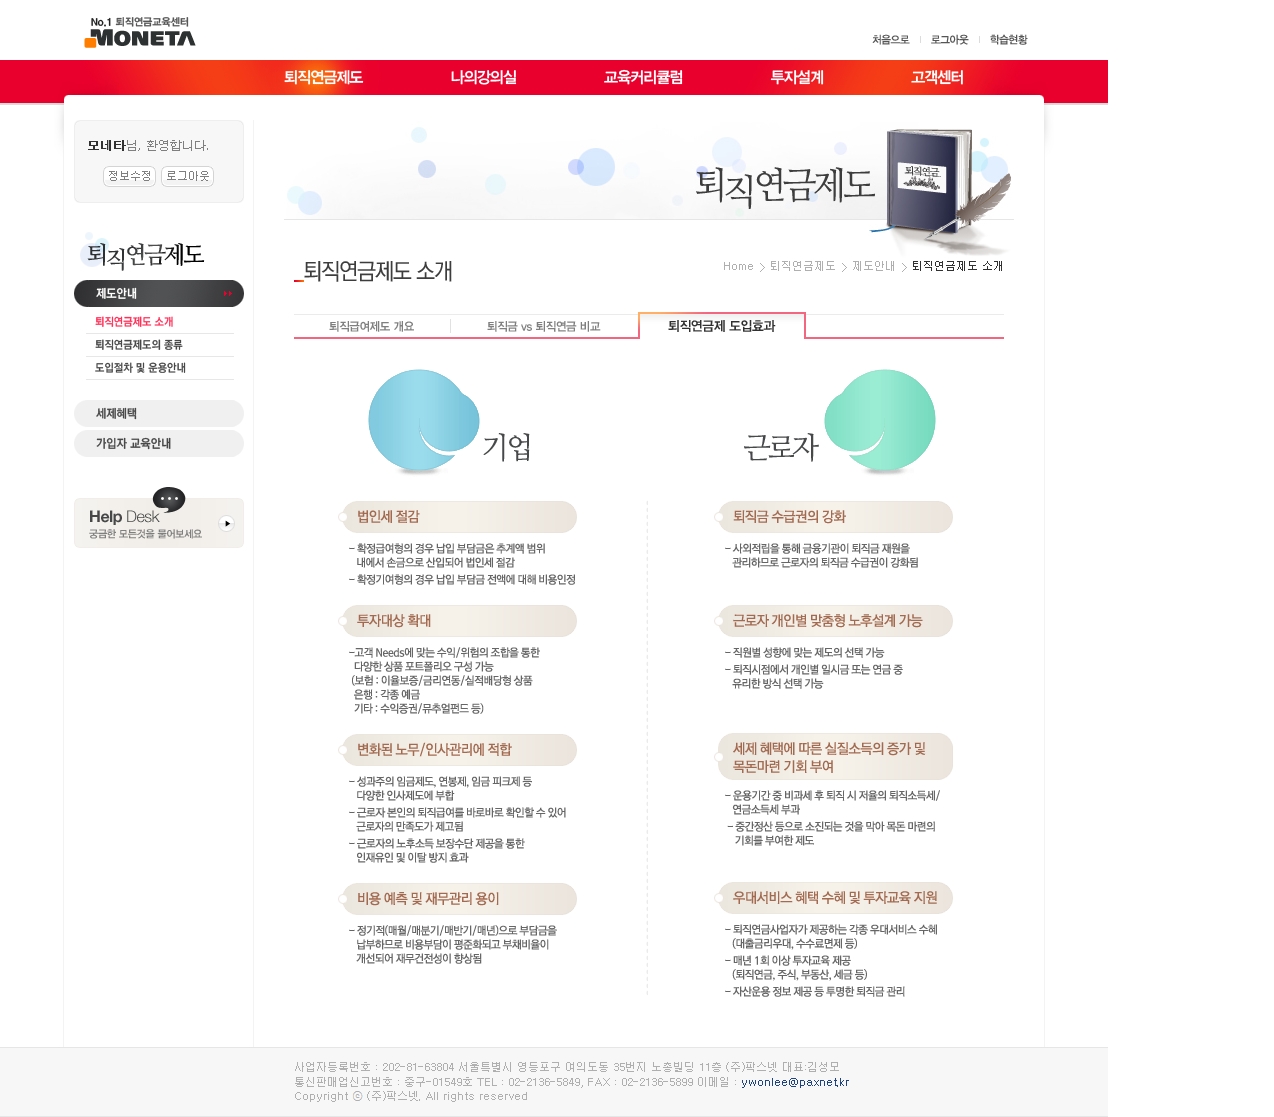 No.1 퇴직연금교육센터
MONETA
처음으로 로그아웃 학습현황
퇴직연금제도 나의강의실 교육커리큘럼 투자설계 고객센터
모네타님, 환영합니다.
정보수정 로그아웃
퇴직연금제도
퇴직연금
퇴직연금제도
제도안내
퇴직연금제도 소개
퇴직연금제도의 종류
도입절차 및 운용안내
세제혜택
가입자 교육안내
Help Desk
궁금한 모든것을 물어보세요
퇴직연금제도 소개
Home > 퇴직연금제도 > 제도안내 > 퇴직연금제도 소개
퇴직급여제도 개요 퇴직금 vs 퇴직연금 비교 퇴직연금제 도입효과
기업
법인세 절감
- 확정급여형의 경우 납입 부담금은 추계액 범위
내에서 손금으로 산입되어 법인세 절감
- 확정기여형의 경우 납입 부담금 전액에 대해 비용인정
투자대상 확대
-고객 Needs에 맞는 수익/위험의 조합을 통한
다양한 상품 포트폴리오 구성 가능
(보험 : 이율보증/금리연동/실적배당형 상품
은행 : 각종 예금
기타 : 수익증권/뮤추얼펀드 등)
변화된 노무/인사관리에 적합
- 성과주의 임금제도, 연봉제, 임금 피크제 등
다양한 인사제도에 부합
- 근로자 본인의 퇴직급여를 바로바로 확인할 수 있어
근로자의 만족도가 제고됨
- 근로자의 노후소득 보장수단 제공을 통한
인재유인 및 이탈 방지 효과
비용 예측 및 재무관리 용이
- 정기적(매월/매분기/매반기/매년)으로 부담금을
납부하므로 비용부담이 평준화되고 부채비율이
개선되어 재무건전성이 향상됨
근로자
퇴직금 수급권의 강화
- 사외적립을 통해 금융기관이 퇴직금 재원을
관리하므로 근로자의 퇴직금 수급권이 강화됨
근로자 개인별 맞춤형 노후설계 가능
- 직원별 성향에 맞는 제도의 선택 가능
- 퇴직시점에서 개인별 일시금 또는 연금 중
유리한 방식 선택 가능
세제 혜택에 따른 실질소득의 증가 및
목돈마련 기회 부여
- 운용기간 중 비과세 후 퇴직 시 저율의 퇴직소득세/
연금소득세 부과
- 중간정산 등으로 소진되는 것을 막아 목돈 마련의
기회를 부여한 제도
우대서비스 혜택 수혜 및 투자교육 지원
- 퇴직연금사업자가 제공하는 각종 우대서비스 수혜
(대출금리우대, 수수료면제 등)
- 매년 1회 이상 투자교육 제공
(퇴직연금, 주식, 부동산, 세금 등)
- 자산운용 정보 제공 등 투명한 퇴직금 관리
사업자등록번호 : 202-81-63804 서울특별시 영등포구 여의도동 35번지 노총빌딩 11층 (주)팍스넷 대표:김성모
통신판매업신고번호 : 중구-01549호 TEL : 02-2136-5849, FAX : 02-2136-5899 이메일 : ywonlee@paxnet.kr
Copyright ⓒ (주)팍스넷, All rights reserved